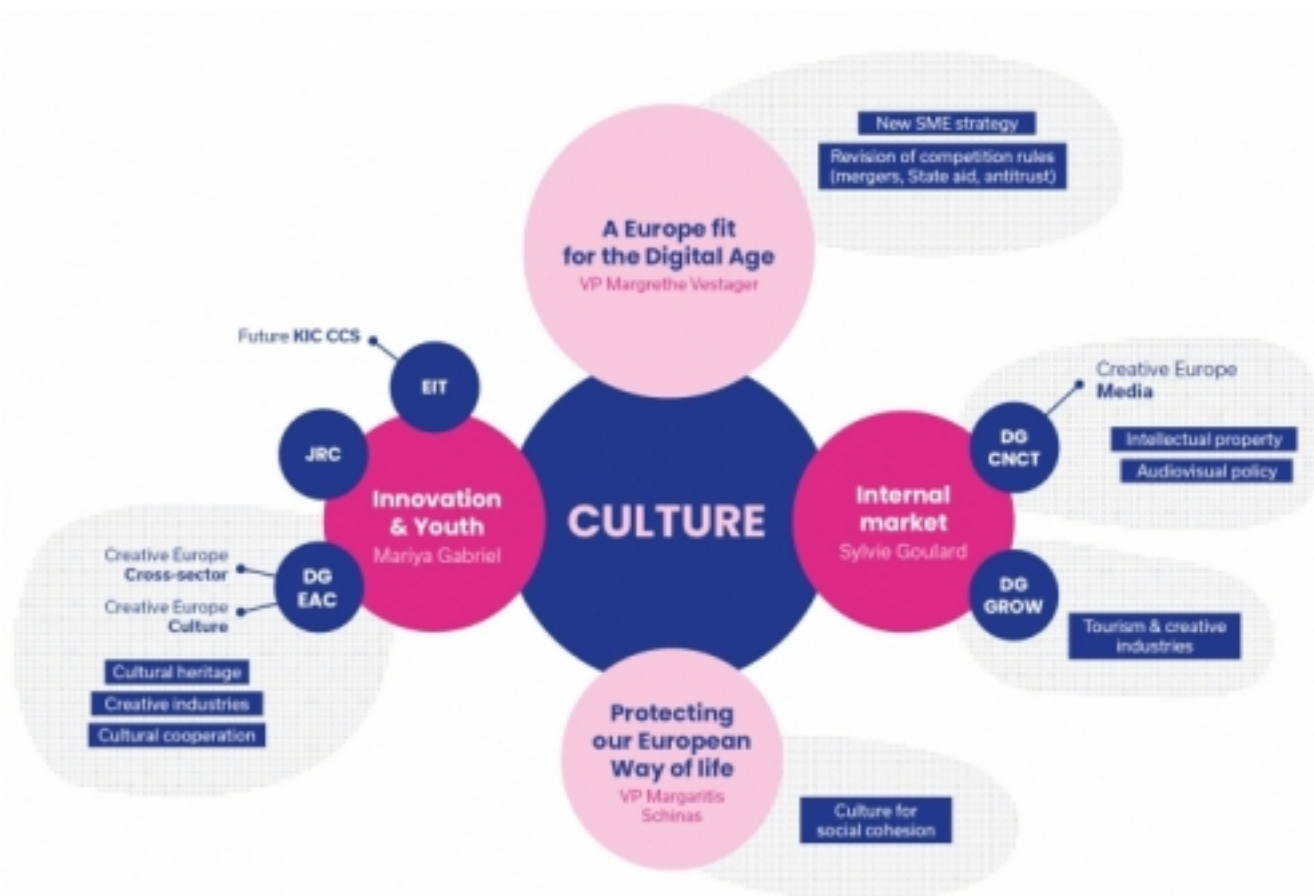 New SME strategy
Revision of competition rules
(mergers, State aid, antitrust)
A Europe fit
for the Digital Age
VP Margrethe Vestager
Future KIC CCS
EIT
JRC
Innovation
& Youth
Mariya Gabriel
DG
EAC
Creative Europe
Cross-sector
Creative Europe
Culture
Cultural heritage
Creative industries
Cultural cooperation
CULTURE
Internal
market
Sylvie Goulard
DG
CNCT
Creative Europe
Media
Intellectual property
Audiovisual policy
DG
GROW
Tourism & creative
industries
Protecting
our European
Way of life
VP Margaritis
Schinas
Culture for
social cohesion